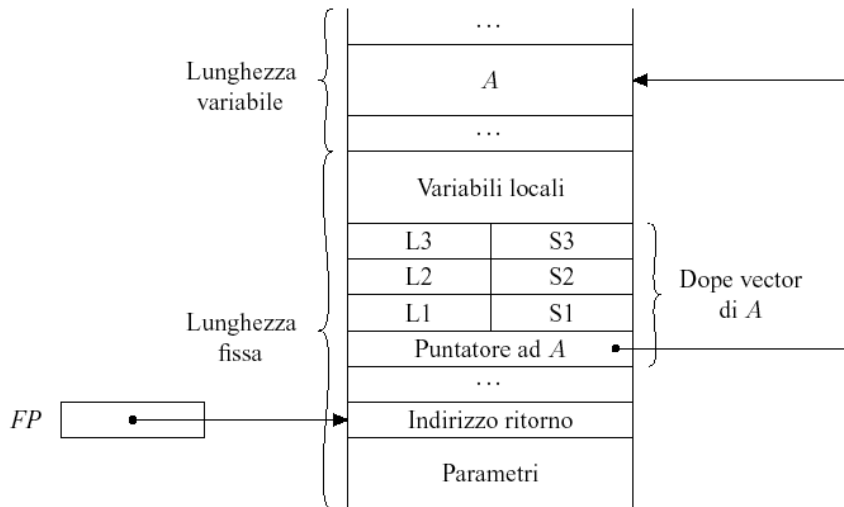 ...
Lunghezza
variabile
A
...
Variabili locali
L3 S3
L2 S2
L1 S1
Dope vector
di A
Lunghezza
fissa
Puntatore ad A
...
FP
Indirizzo ritorno
Parametri